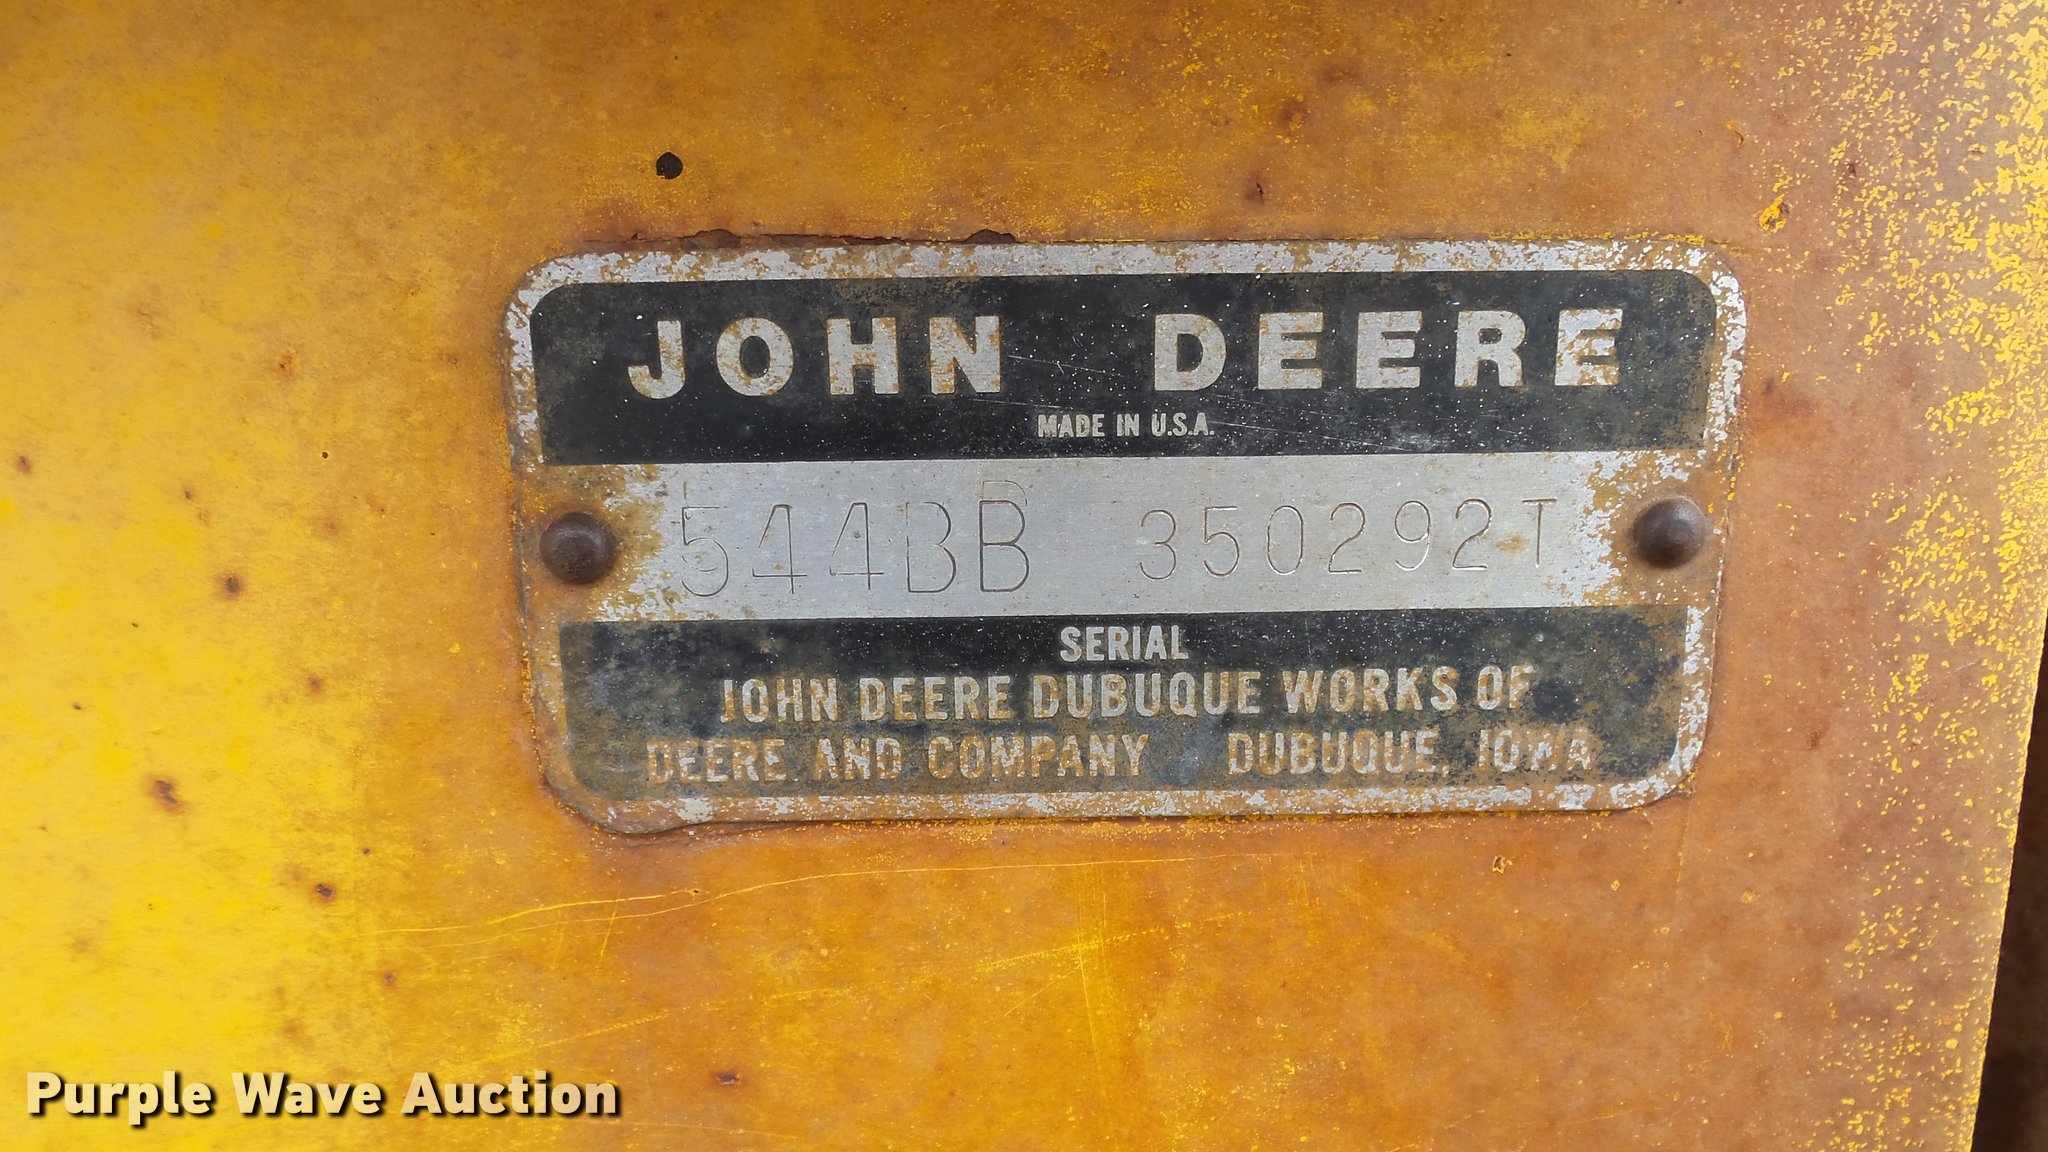 JOHN DEERE
MADE IN U.S.A.
544BB 350292T
SERIAL
JOHN DEERE DUBUQUE WORKS OF
DEERE AND COMPANY DUBUQUE, IOWA
Purple Wave Auction